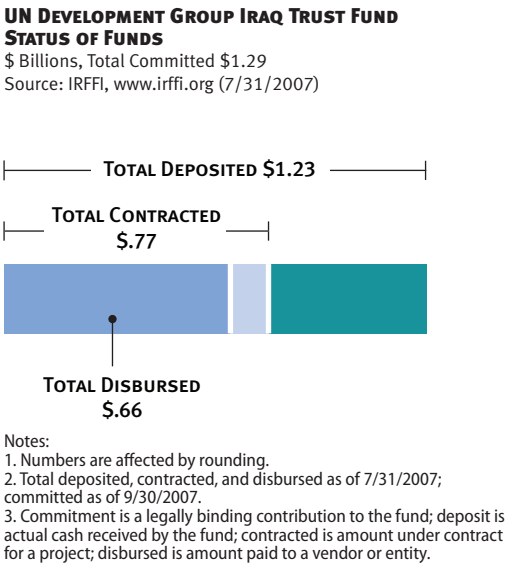 UN Development Group Iraq Trust Fund
Status of Funds
$ Billions, Total Committed $1.29
Source: IRFFI, www.irffi.org (7/31/2007)
Total Deposited $1.23
Total Contracted
$.77
Total Disbursed
$.66
Notes:
1. Numbers are affected by rounding.
2. Total deposited, contracted, and disbursed as of 7/31/2007;
committed as of 9/30/2007.
3. Commitment is a legally binding contribution to the fund; deposit is
actual cash received by the fund; contracted is amount under contract
for a project; disbursed is amount paid to a vendor or entity.